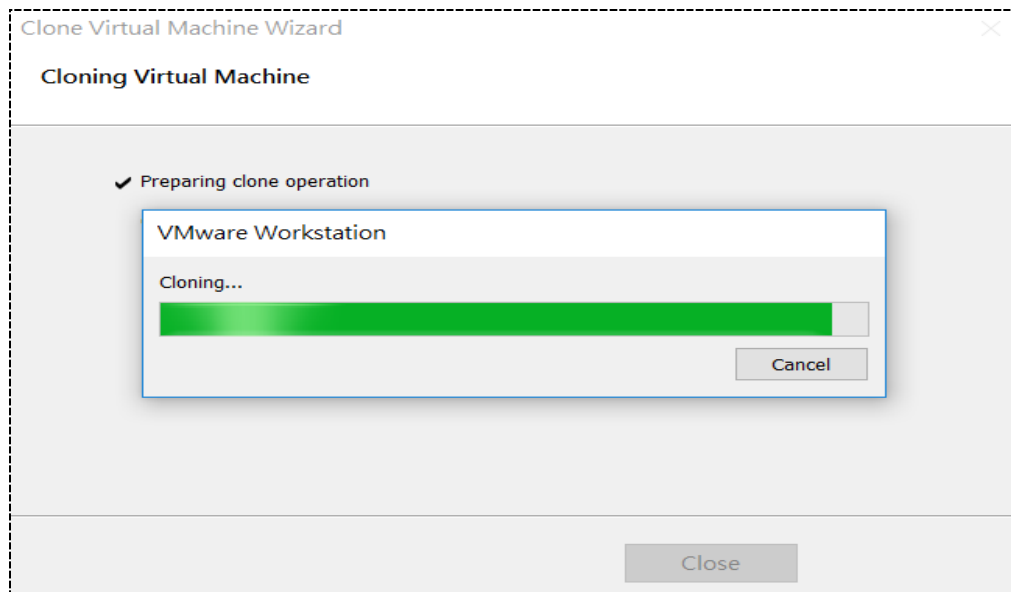 Clone Virtual Machine Wizard
Cloning Virtual Machine
Preparing clone operation
VMware Workstation
Cloning...
Cancel
Close